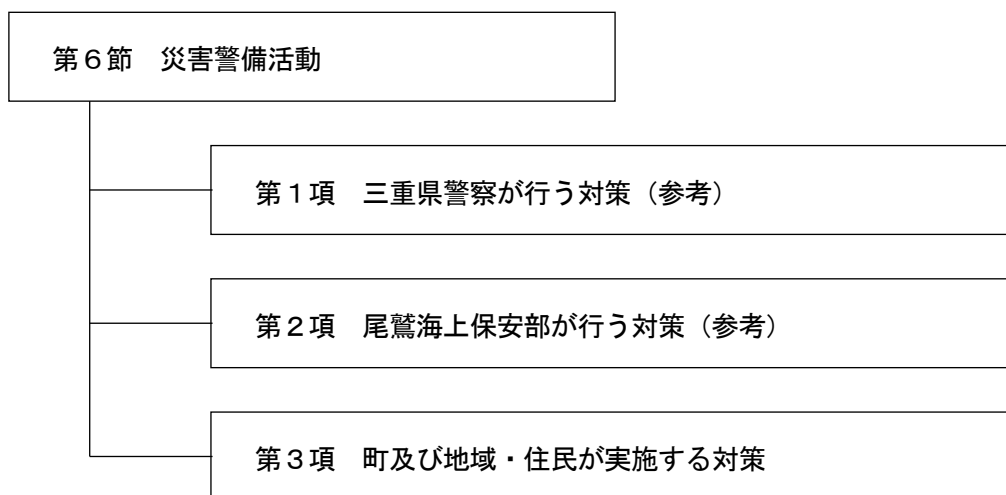 第６節　災害警備活動
第１項　三重県警察が行う対策（参考）
第２項　尾鷲海上保安部が行う対策（参考）
第３項　町及び地域・住民が実施する対策